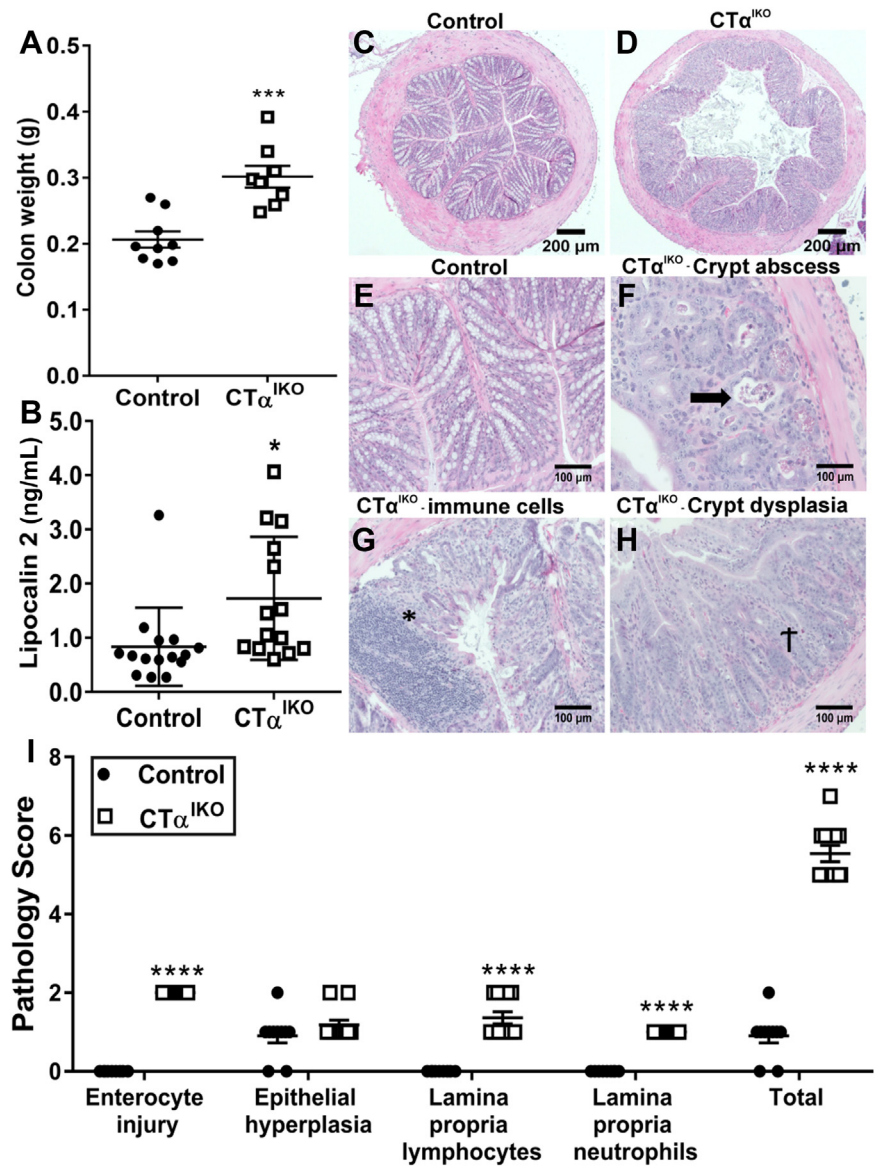 A
0.5
0.4
0.3
0.2
0.1
0.0
Colon weight (g)
***
Control
CTα^IKO
B
5.0
4.0
3.0
2.0
1.0
0.0
Lipocalin 2 (ng/mL)
*
Control
CTα^IKO
Control
C
200 µm
CTα^IKO
D
200 µm
Control
E
100 µm
CTα^IKO - Crypt abscess
F
100 µm
CTα^IKO - immune cells
G
*
100 µm
CTα^IKO - Crypt dysplasia
H
†
100 µm
I
8
6
4
2
0
Pathology Score
Control
CTα^IKO
****
****
****
****
Enterocyte
injury
Epithelial
hyperplasia
Lamina
propria
lymphocytes
Lamina
propria
neutrophils
Total